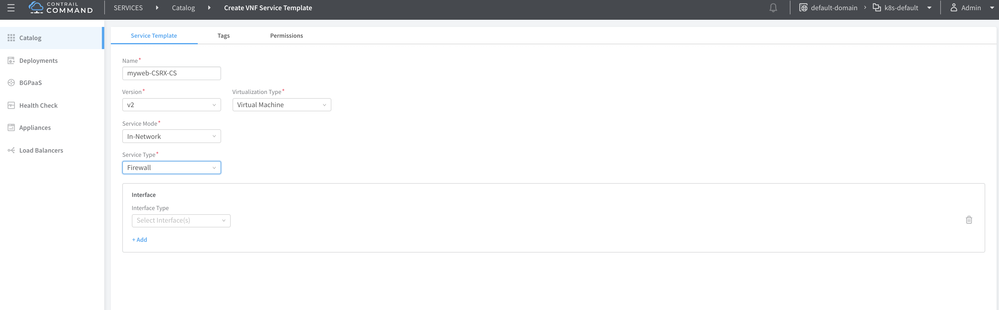 CONTRAIL
COMMAND
SERVICES Catalog Create VNF Service Template default-domain k8s-default Admin
Catalog
Deployments
BGPaaS
Health Check
Appliances
Load Balancers
Service Template Tags Permissions
Name*
myweb-CSRX-CS
Version* Virtualization Type*
v2 Virtual Machine
Service Mode*
In-Network
Service Type*
Firewall
Interface
Interface Type
Select Interface(s)
+ Add